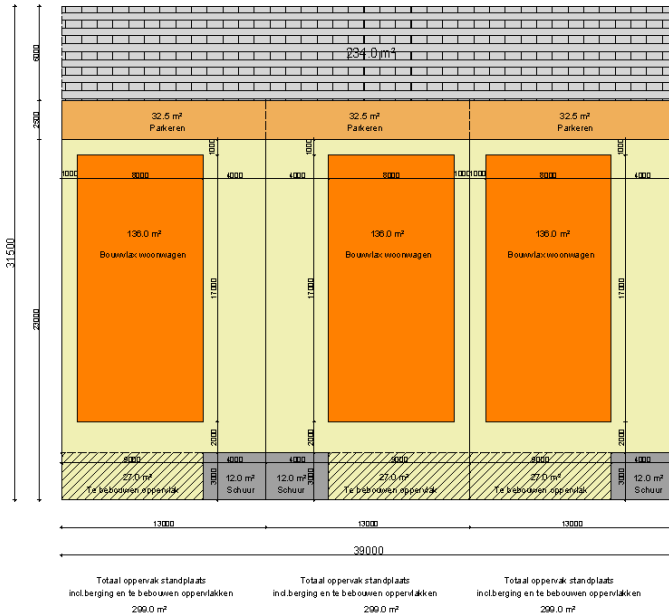 234.0 m²
6000
32.5 m² 32.5 m² 32.5 m²
Parkeren Parkeren Parkeren
2500
1000 1000 1000
1000 8000 4000 4000 8000 1000 1000 8000 4000
136.0 m² 136.0 m² 136.0 m²
Bouwvlax woonwagen Bouwvlax woonwagen Bouwvlax woonwagen
31500
23000
17000 17000 17000
2000 2000 2000
9000 4000 4000 9000 9000 4000
27.0 m² 12.0 m² 12.0 m² 27.0 m² 27.0 m² 12.0 m²
Te bebouwen oppervlak Schuur Schuur Te bebouwen oppervlak Te bebouwen oppervlak Schuur
3000 3000 3000
13000 13000 13000
39000
Totaal oppervak standplaats Totaal oppervak standplaats Totaal oppervak standplaats
incl.berging en te bebouwen oppervlakken incl.berging en te bebouwen oppervlakken incl.berging en te bebouwen oppervlakken
299.0 m² 299.0 m² 299.0 m²